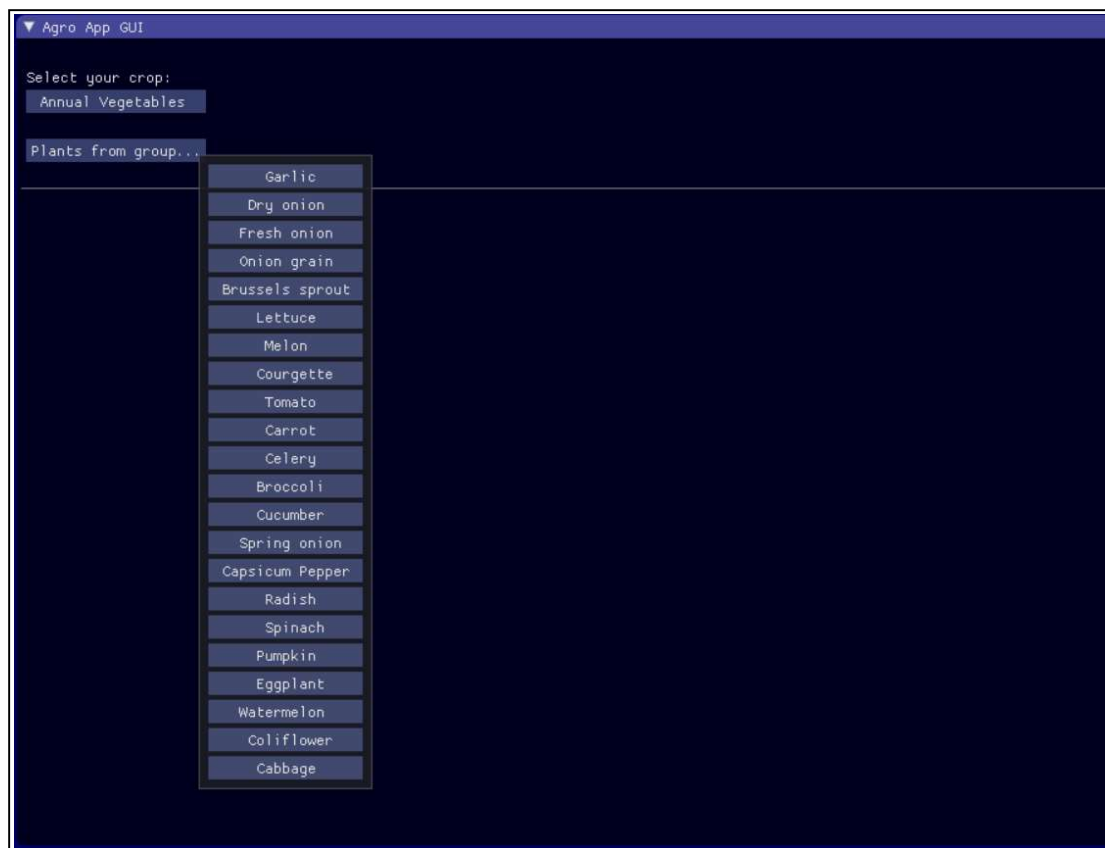 Agro App GUI
Select your crop:
Annual Vegetables
Plants from group...
Garlic
Dry onion
Fresh onion
Onion grain
Brussels sprout
Lettuce
Melon
Courgette
Tomato
Carrot
Celery
Broccoli
Cucumber
Spring onion
Capsicum Pepper
Radish
Spinach
Pumpkin
Eggplant
Watermelon
Coliflower
Cabbage